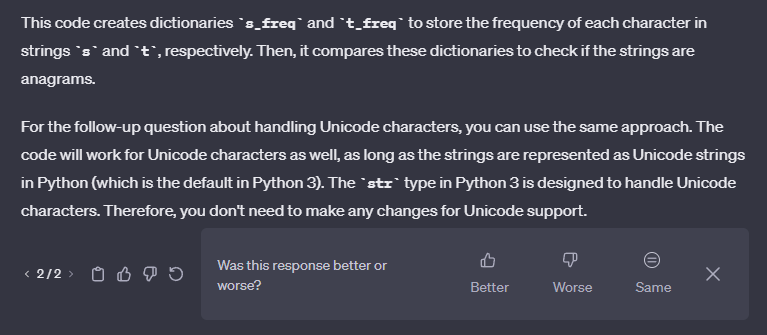 This code creates dictionaries `s_freq` and `t_freq` to store the frequency of each character in
strings `s` and `t`, respectively. Then, it compares these dictionaries to check if the strings are
anagrams.
For the follow-up question about handling Unicode characters, you can use the same approach. The
code will work for Unicode characters as well, as long as the strings are represented as Unicode strings
in Python (which is the default in Python 3). The `str` type in Python 3 is designed to handle Unicode
characters. Therefore, you don't need to make any changes for Unicode support.
< 2/2 >
Was this response better or
worse?
Better Worse Same